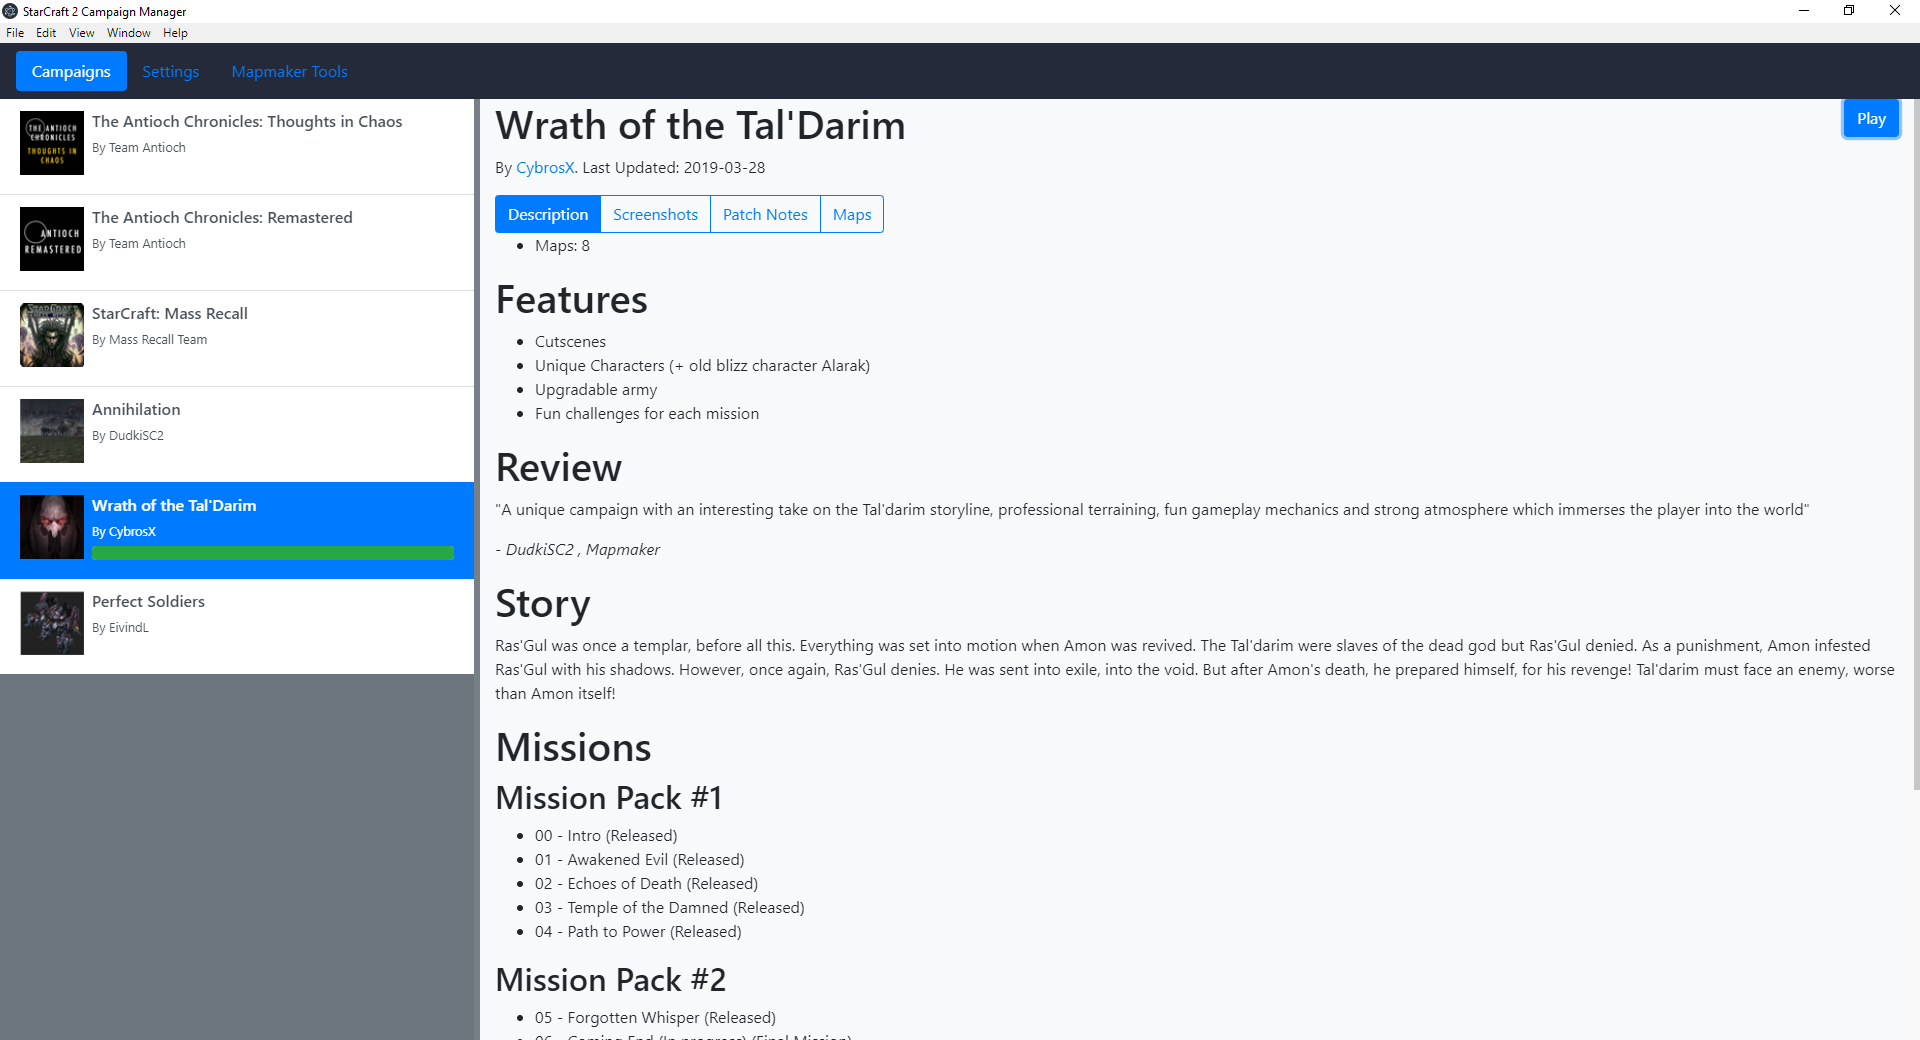 StarCraft 2 Campaign Manager
File Edit View Window Help
Campaigns Settings Mapmaker Tools
THE ANTIOCH
CHRONICLES
THOUGHTS IN
CHAOS
The Antioch Chronicles: Thoughts in Chaos
By Team Antioch
ANTIOCH
REMASTERED
The Antioch Chronicles: Remastered
By Team Antioch
STARCRAFT
StarCraft: Mass Recall
By Mass Recall Team
Annihilation
By DudkiSC2
Wrath of the Tal'Darim
By CybrosX
Perfect Soldiers
By EivindL
Wrath of the Tal'Darim
Play
By CybrosX. Last Updated: 2019-03-28
Description Screenshots Patch Notes Maps
• Maps: 8
Features
• Cutscenes
• Unique Characters (+ old blizz character Alarak)
• Upgradable army
• Fun challenges for each mission
Review
"A unique campaign with an interesting take on the Tal'darim storyline, professional terraining, fun gameplay mechanics and strong atmosphere which immerses the player into the world"
- DudkiSC2 , Mapmaker
Story
Ras'Gul was once a templar, before all this. Everything was set into motion when Amon was revived. The Tal'darim were slaves of the dead god but Ras'Gul denied. As a punishment, Amon infested
Ras'Gul with his shadows. However, once again, Ras'Gul denies. He was sent into exile, into the void. But after Amon's death, he prepared himself, for his revenge! Tal'darim must face an enemy, worse
than Amon itself!
Missions
Mission Pack #1
• 00 - Intro (Released)
• 01 - Awakened Evil (Released)
• 02 - Echoes of Death (Released)
• 03 - Temple of the Damned (Released)
• 04 - Path to Power (Released)
Mission Pack #2
• 05 - Forgotten Whisper (Released)
• 06 - Coming End (In progress) (Final Mission)